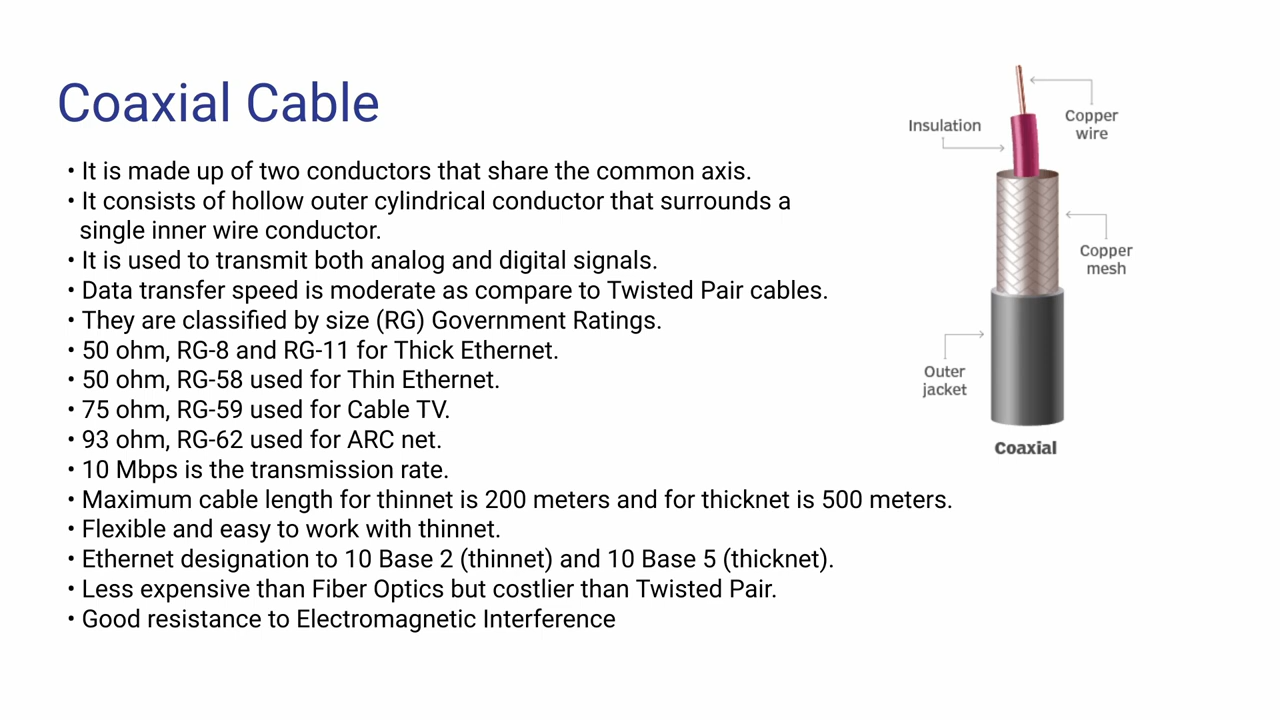 Coaxial Cable
• It is made up of two conductors that share the common axis.
• It consists of hollow outer cylindrical conductor that surrounds a
single inner wire conductor.
• It is used to transmit both analog and digital signals.
• Data transfer speed is moderate as compare to Twisted Pair cables.
• They are classified by size (RG) Government Ratings.
• 50 ohm, RG-8 and RG-11 for Thick Ethernet.
• 50 ohm, RG-58 used for Thin Ethernet.
• 75 ohm, RG-59 used for Cable TV.
• 93 ohm, RG-62 used for ARC net.
• 10 Mbps is the transmission rate.
• Maximum cable length for thinnet is 200 meters and for thicknet is 500 meters.
• Flexible and easy to work with thinnet.
• Ethernet designation to 10 Base 2 (thinnet) and 10 Base 5 (thicknet).
• Less expensive than Fiber Optics but costlier than Twisted Pair.
• Good resistance to Electromagnetic Interference
Copper
wire
Insulation
Copper
mesh
Outer
jacket
Coaxial